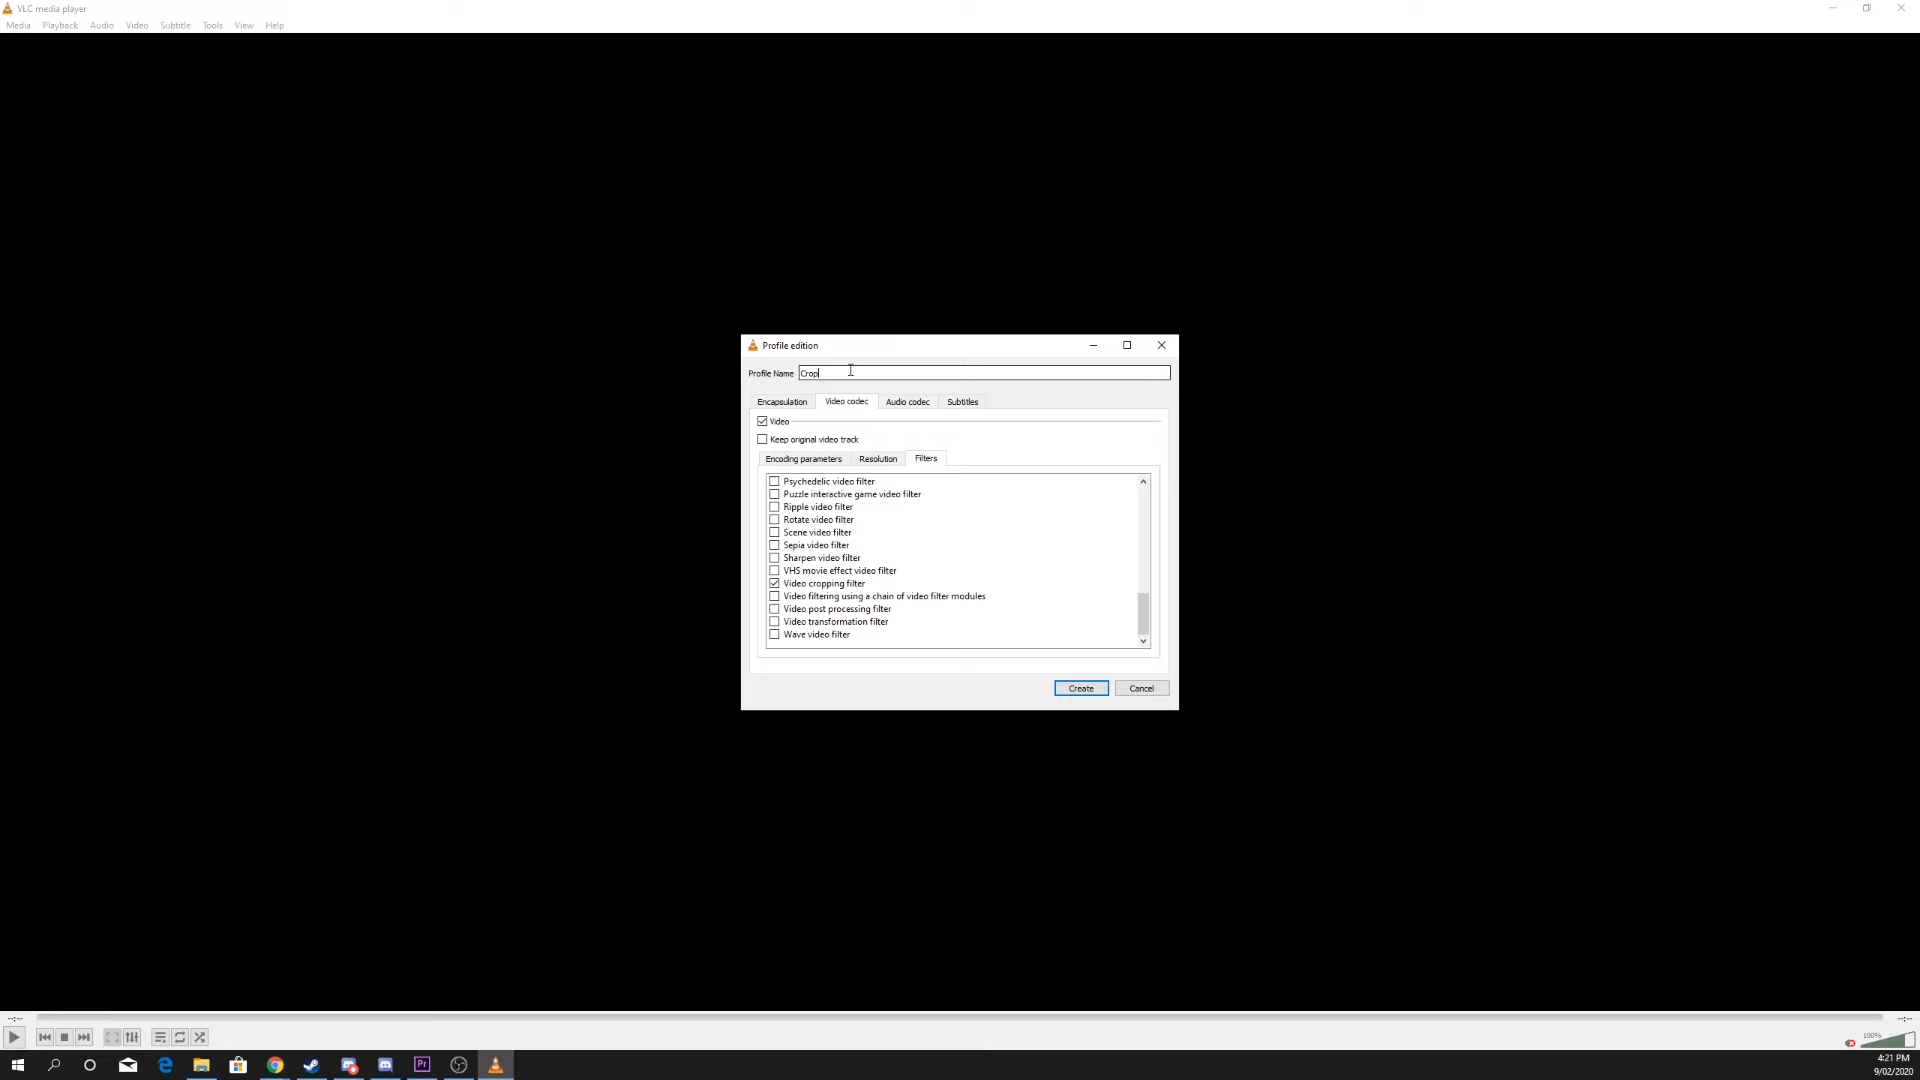 VLC media player
Media Playback Audio Video Subtitle Tools View Help
Profile edition
Profile Name Crop
Encapsulation Video codec Audio codec Subtitles
Video
Keep original video track
Encoding parameters Resolution Filters
Psychedelic video filter
Puzzle interactive game video filter
Ripple video filter
Rotate video filter
Scene video filter
Sepia video filter
Sharpen video filter
VHS movie effect video filter
Video cropping filter
Video filtering using a chain of video filter modules
Video post processing filter
Video transformation filter
Wave video filter
Create Cancel
--:-- --:--
100%
Pr
4:21 PM
9/02/2020